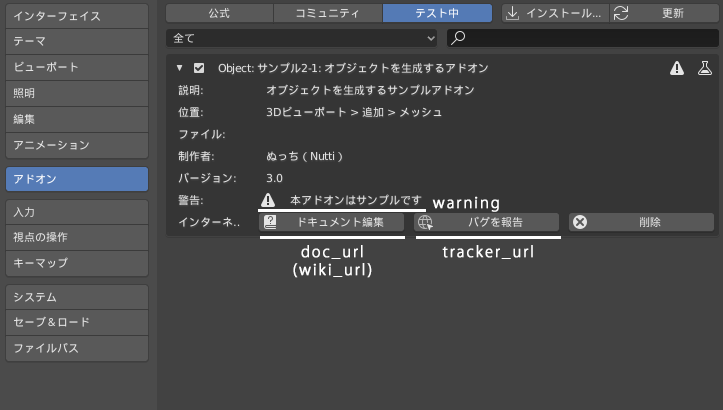 インターフェイス
テーマ
ビューポート
照明
編集
アニメーション
アドオン
入力
視点の操作
キーマップ
システム
セーブ＆ロード
ファイルパス
公式
コミュニティ
テスト中
インストール...
更新
全て
Object: サンプル2-1: オブジェクトを生成するアドオン
説明: オブジェクトを生成するサンプルアドオン
位置: 3Dビューポート > 追加 > メッシュ
ファイル:
制作者: ぬっち ( Nutti )
バージョン: 3.0
警告: 本アドオンはサンプルです warning
インターネ.. ドキュメント編集 バグを報告 削除
doc_url tracker_url
(wiki_url)